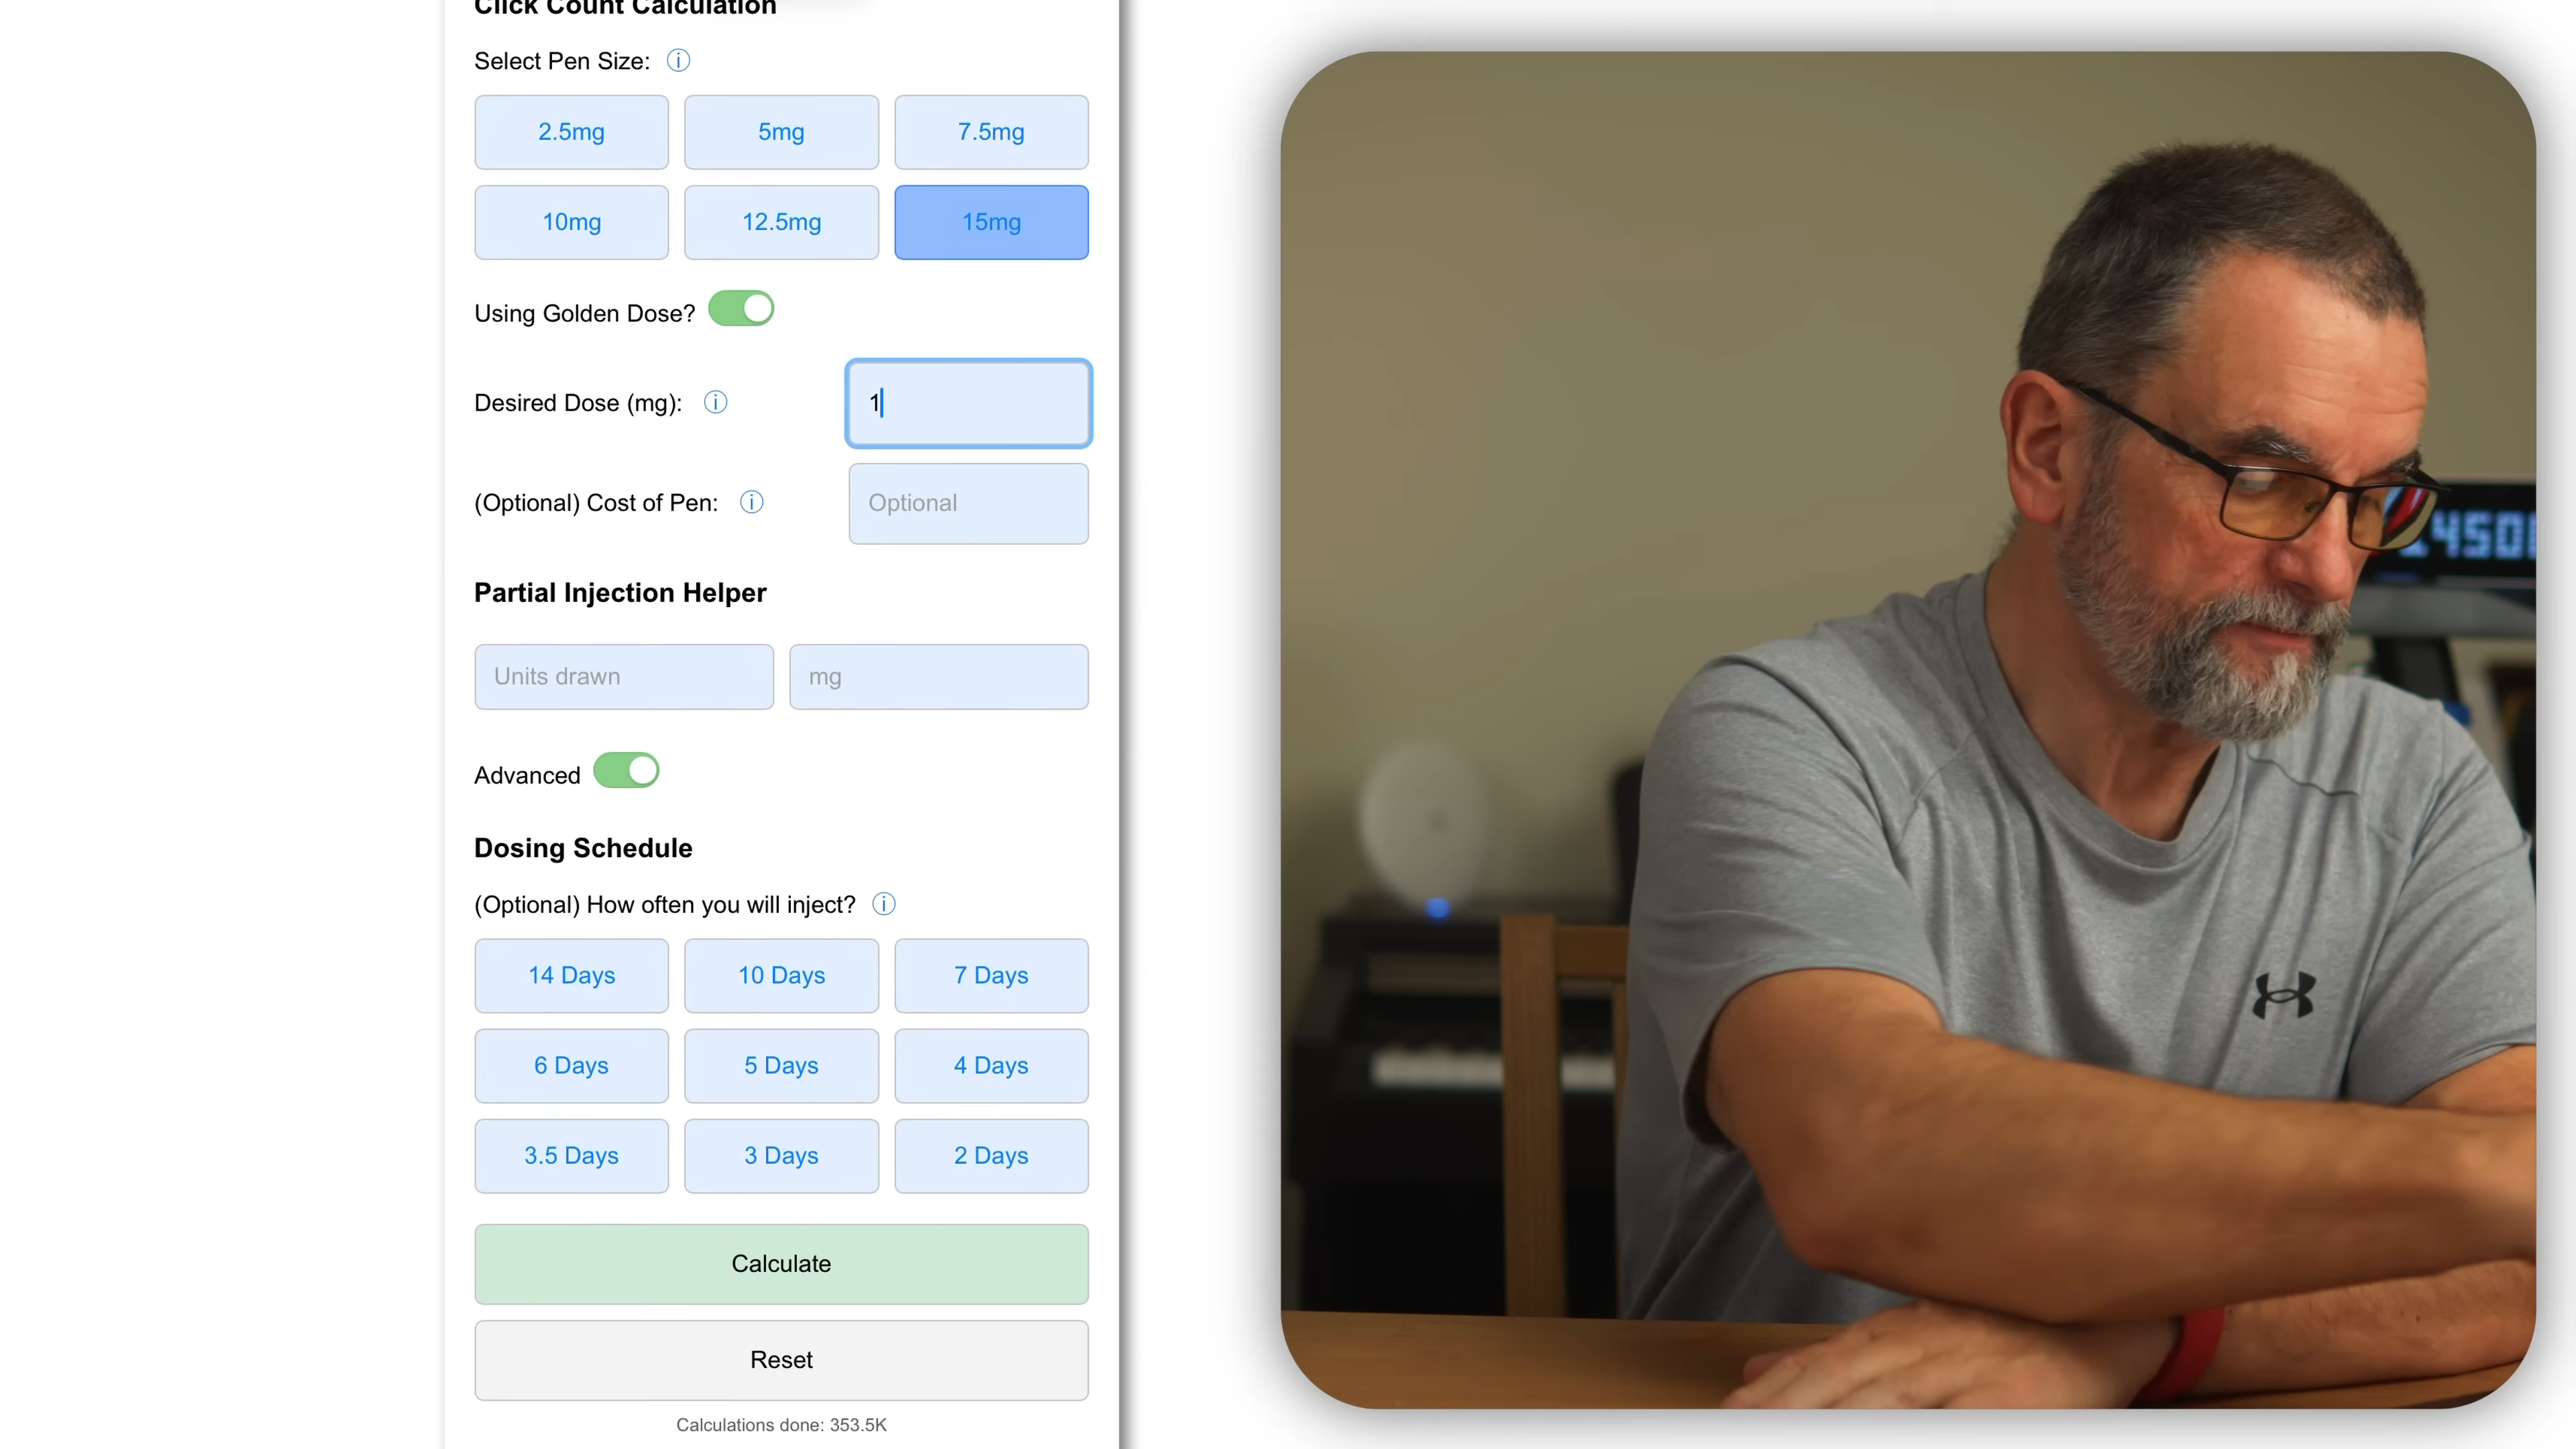 Click Count Calculation
Select Pen Size: ⓘ
2.5mg 5mg 7.5mg
10mg 12.5mg 15mg
Using Golden Dose?
Desired Dose (mg): ⓘ 1
(Optional) Cost of Pen: ⓘ Optional
Partial Injection Helper
Units drawn mg
Advanced
Dosing Schedule
(Optional) How often you will inject? ⓘ
14 Days 10 Days 7 Days
6 Days 5 Days 4 Days
3.5 Days 3 Days 2 Days
Calculate
Reset
Calculations done: 353.5K